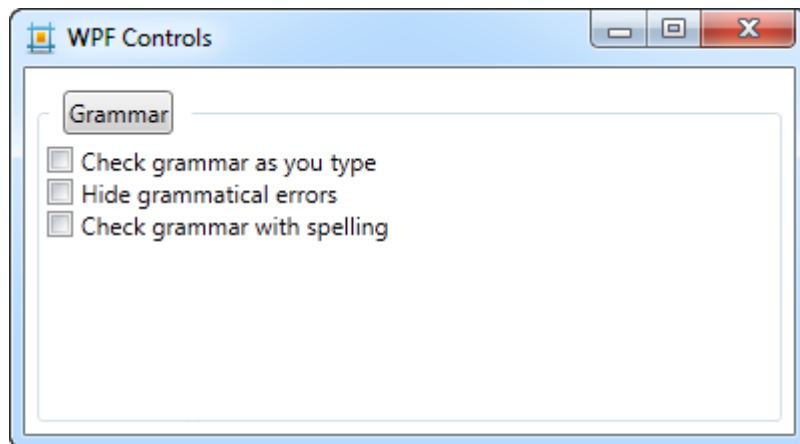 WPF Controls
Grammar
Check grammar as you type
Hide grammatical errors
Check grammar with spelling